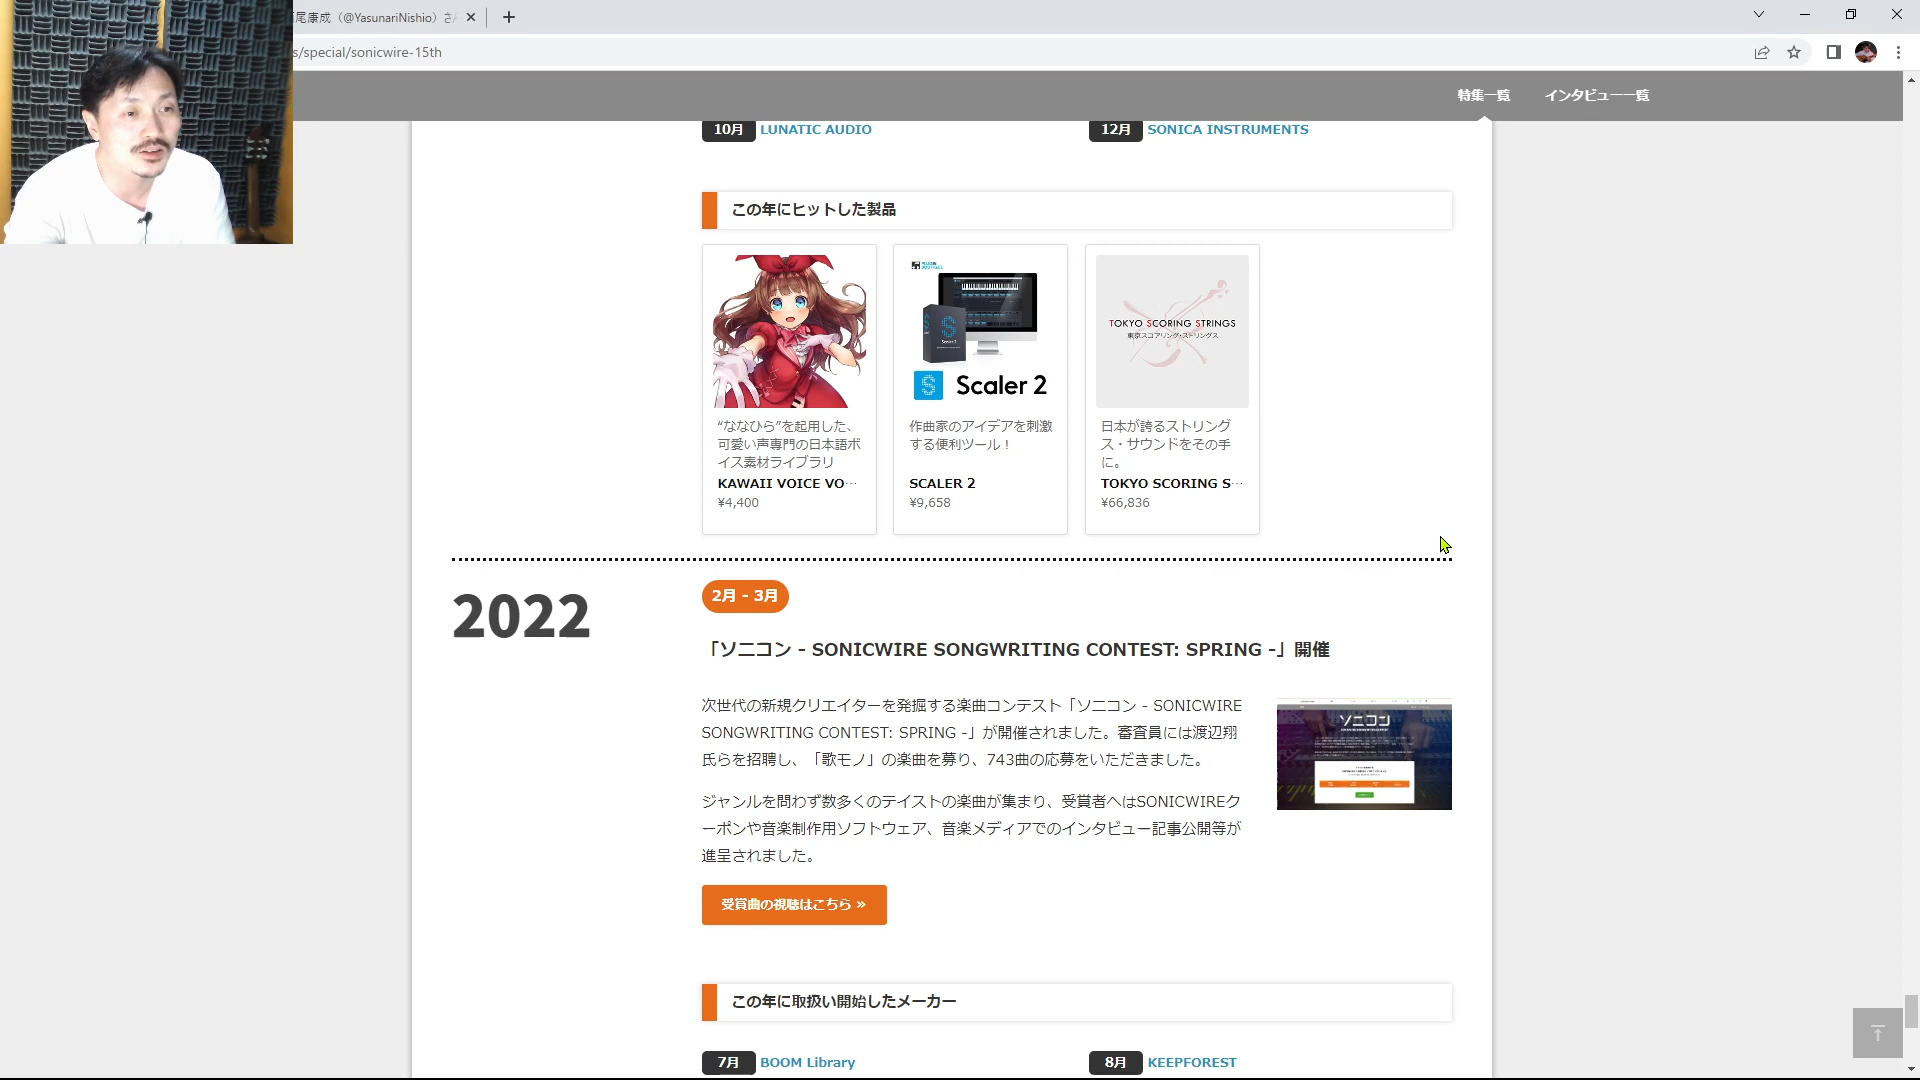 尾康成（@YasunariNishio）さ
s/special/sonicwire-15th
特集一覧 インタビュー一覧
10月 LUNATIC AUDIO 12月 SONICA INSTRUMENTS
この年にヒットした製品
Scaler 2
TOKYO SCORING STRINGS
東京スコアリング・ストリングス
“ななひら”を起用した、
可愛い声専門の日本語ボ
イス素材ライブラリ
KAWAII VOICE VO…
¥4,400
作曲家のアイデアを刺激
する便利ツール！
SCALER 2
¥9,658
日本が誇るストリング
ス・サウンドをその手
に。
TOKYO SCORING S…
¥66,836
2022
2月 - 3月
「ソニコン - SONICWIRE SONGWRITING CONTEST: SPRING -」開催
次世代の新規クリエイターを発掘する楽曲コンテスト「ソニコン - SONICWIRE
SONGWRITING CONTEST: SPRING -」が開催されました。審査員には渡辺翔
氏らを招聘し、「歌モノ」の楽曲を募り、743曲の応募をいただきました。
ソニコン
ジャンルを問わず数多くのテイストの楽曲が集まり、受賞者へはSONICWIREク
ーポンや音楽制作用ソフトウェア、音楽メディアでのインタビュー記事公開等が
進呈されました。
受賞曲の視聴はこちら »
この年に取扱い開始したメーカー
7月 BOOM Library 8月 KEEPFOREST